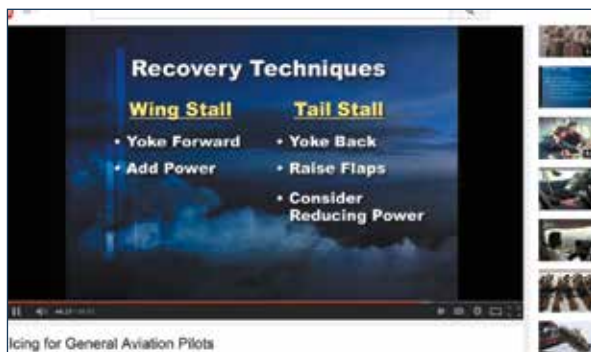 Recovery Techniques
Wing Stall
• Yoke Forward
• Add Power
Tail Stall
• Yoke Back
• Raise Flaps
• Consider
Reducing Power
Icing for General Aviation Pilots